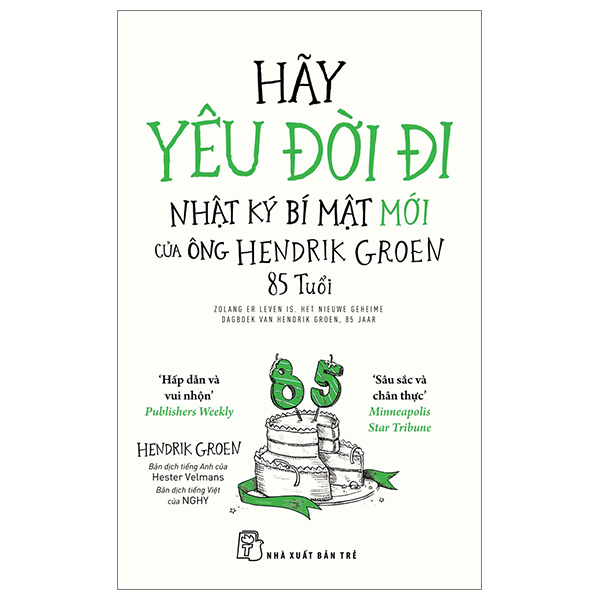 HÃY
YÊU ĐỜI ĐI
NHẬT KÝ BÍ MẬT MỚI
CỦA ÔNG HENDRIK GROEN
85 TUỔI
ZOLANG ER LEVEN IS. HET NIEUWE GEHEIME
DAGBOEK VAN HENDRIK GROEN, 85 JAAR
'Hấp dẫn và
vui nhộn'
Publishers Weekly
85
'Sâu sắc và
chân thực'
Minneapolis
Star Tribune
HENDRIK GROEN
Bản dịch tiếng Anh của
Hester Velmans
Bản dịch tiếng Việt
của NGHY
NHÀ XUẤT BẢN TRẺ